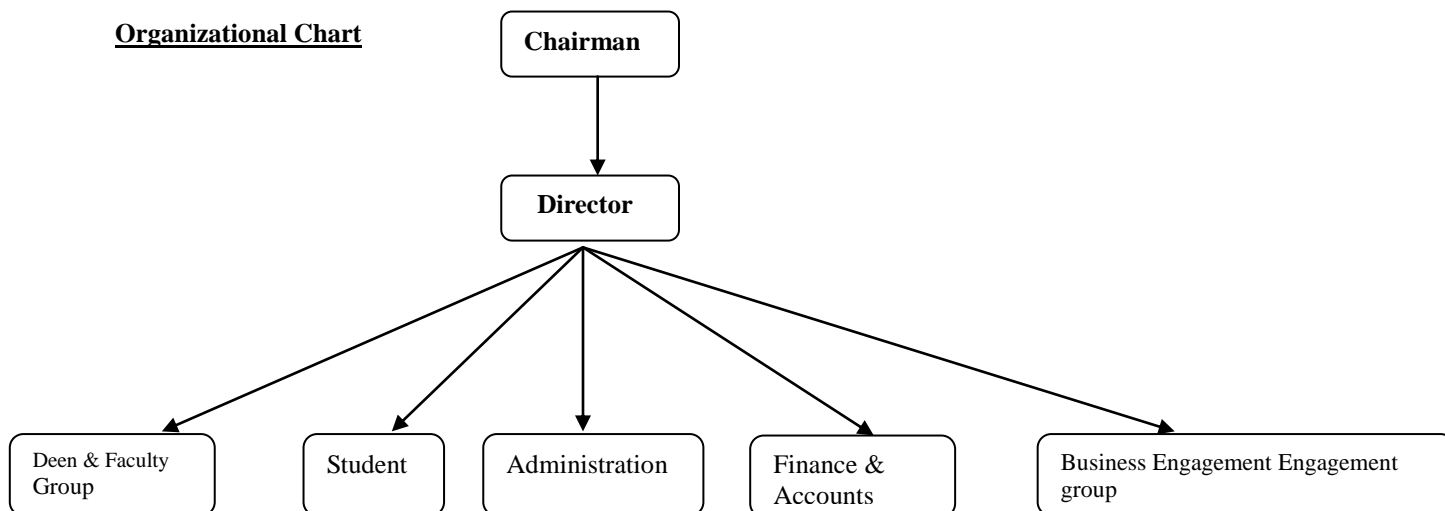 Organizational Chart
Chairman
Director
Deen & Faculty
Group
Student
Administration
Finance &
Accounts
Business Engagement Engagement
group